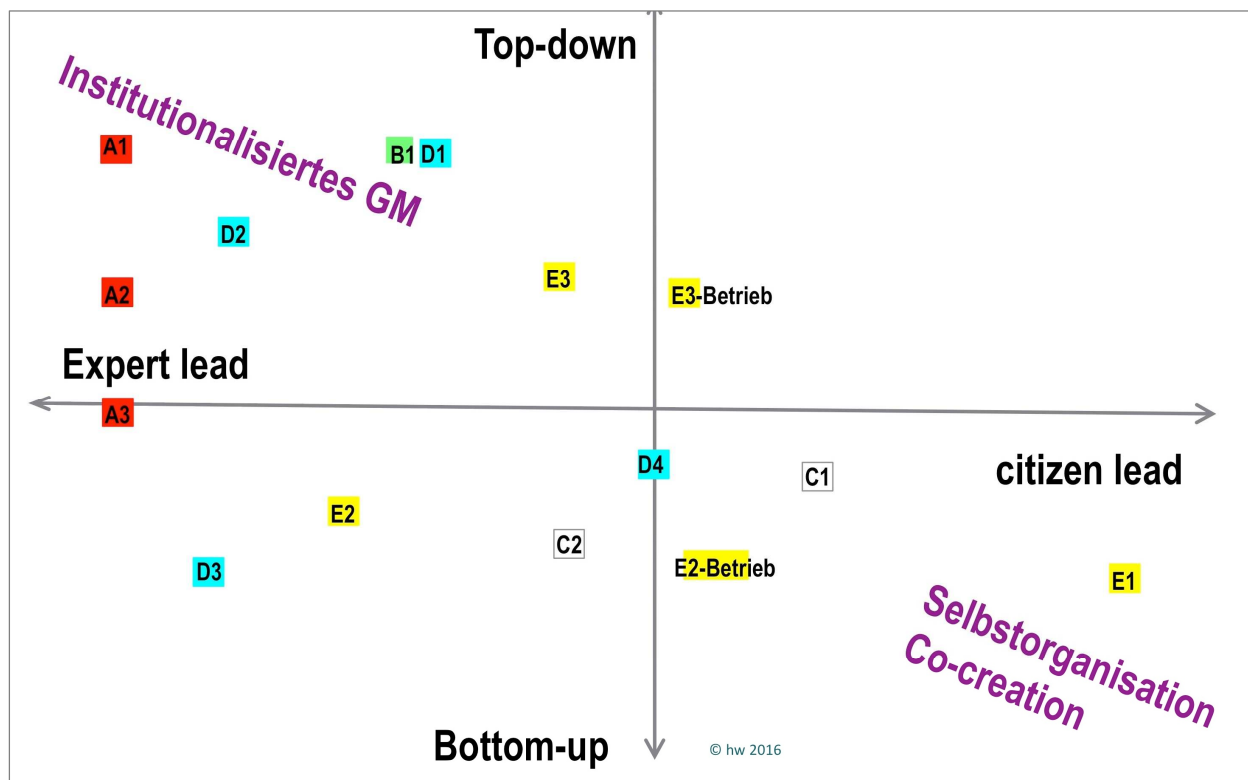 Top-down
Institutionalisiertes GM
A1
B1
D1
D2
E3
A2
E3-Betrieb
Expert lead
A3
D4
citizen lead
C1
E2
C2
D3
E2-Betrieb
E1
Selbstorganisation
Co-creation
Bottom-up
© hw 2016